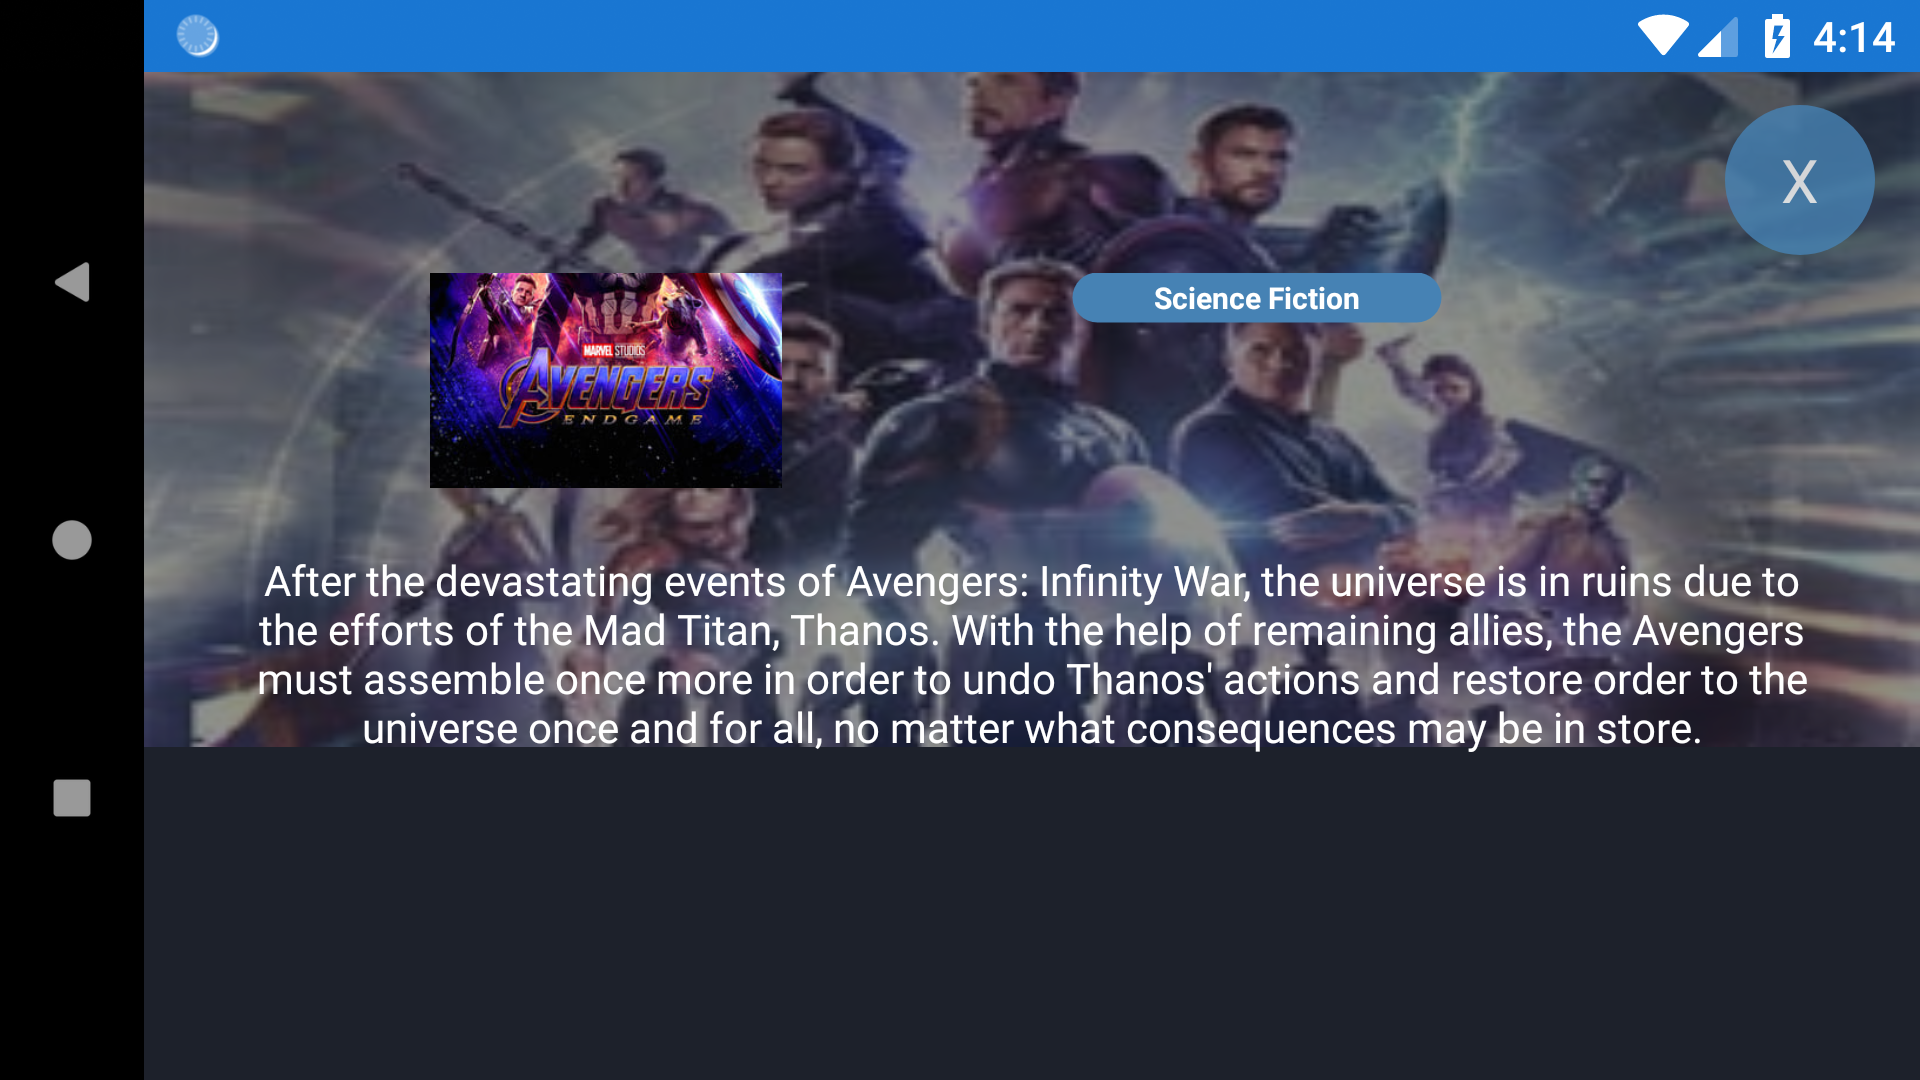 4:14
X
Science Fiction
MARVEL STUDIOS
AVENGERS
ENDGAME
After the devastating events of Avengers: Infinity War, the universe is in ruins due to
the efforts of the Mad Titan, Thanos. With the help of remaining allies, the Avengers
must assemble once more in order to undo Thanos' actions and restore order to the
universe once and for all, no matter what consequences may be in store.